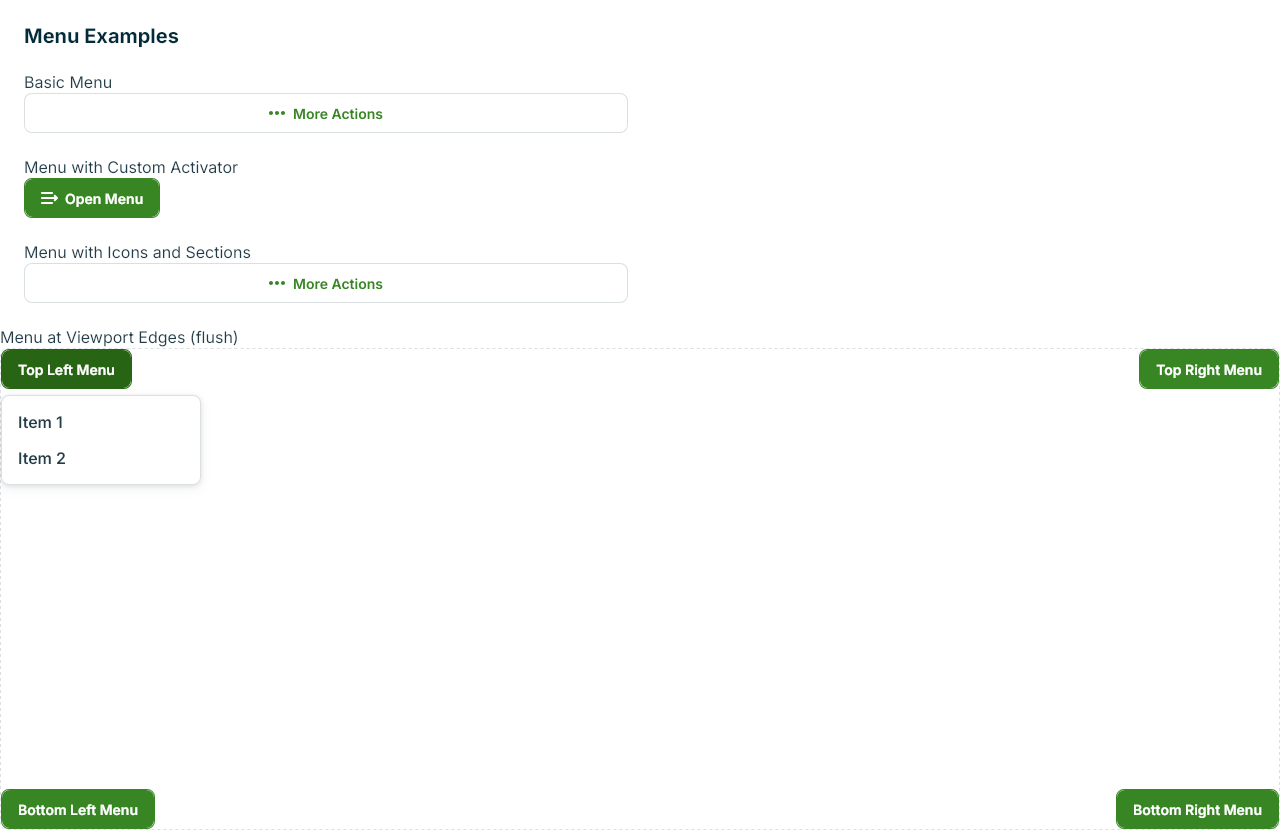 Menu Examples
Basic Menu
More Actions
Menu with Custom Activator
Open Menu
Menu with Icons and Sections
More Actions
Menu at Viewport Edges (flush)
Top Left Menu
Top Right Menu
Item 1
Item 2
Bottom Left Menu
Bottom Right Menu